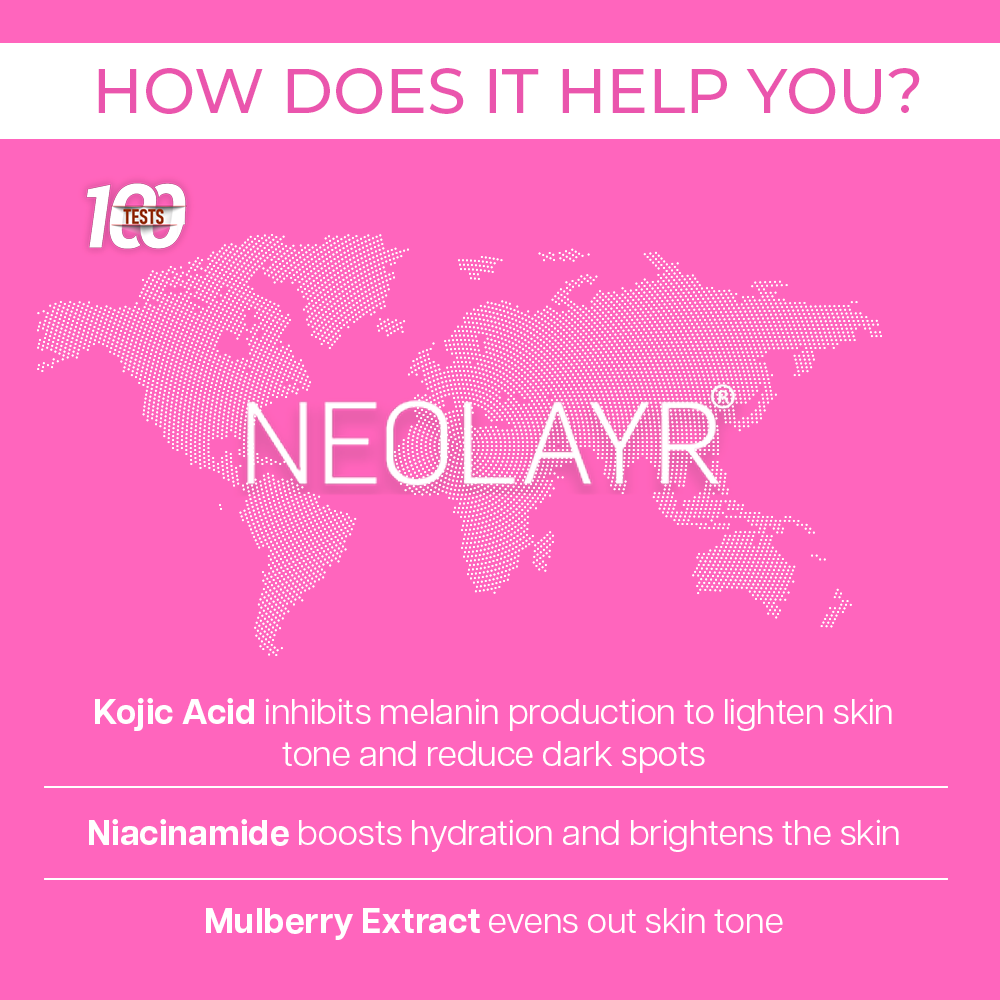 HOW DOES IT HELP YOU?
100
TESTS
NEOLAYR®
Kojic Acid inhibits melanin production to lighten skin
tone and reduce dark spots
Niacinamide boosts hydration and brightens the skin
Mulberry Extract evens out skin tone